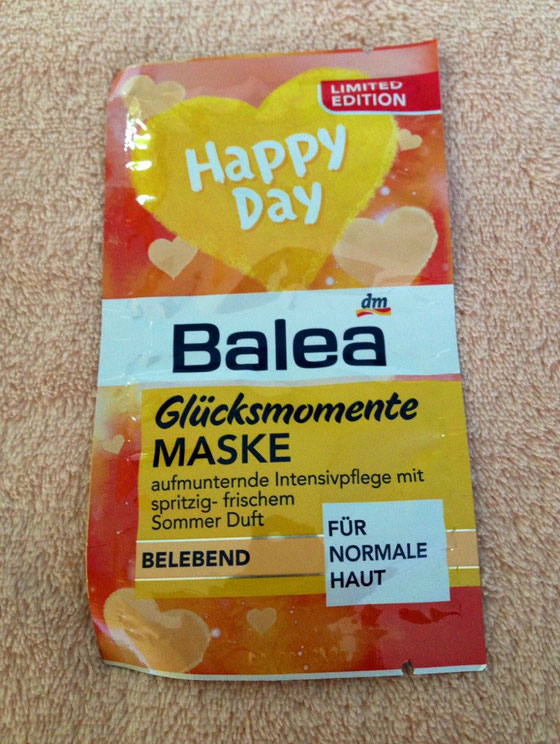 LIMITED
EDITION
Happy
Day
dm
Balea
Glücksmomente
MASKE
aufmunternde Intensivpflege mit
spritzig- frischem
Sommer Duft
BELEBEND
FÜR
NORMALE
HAUT